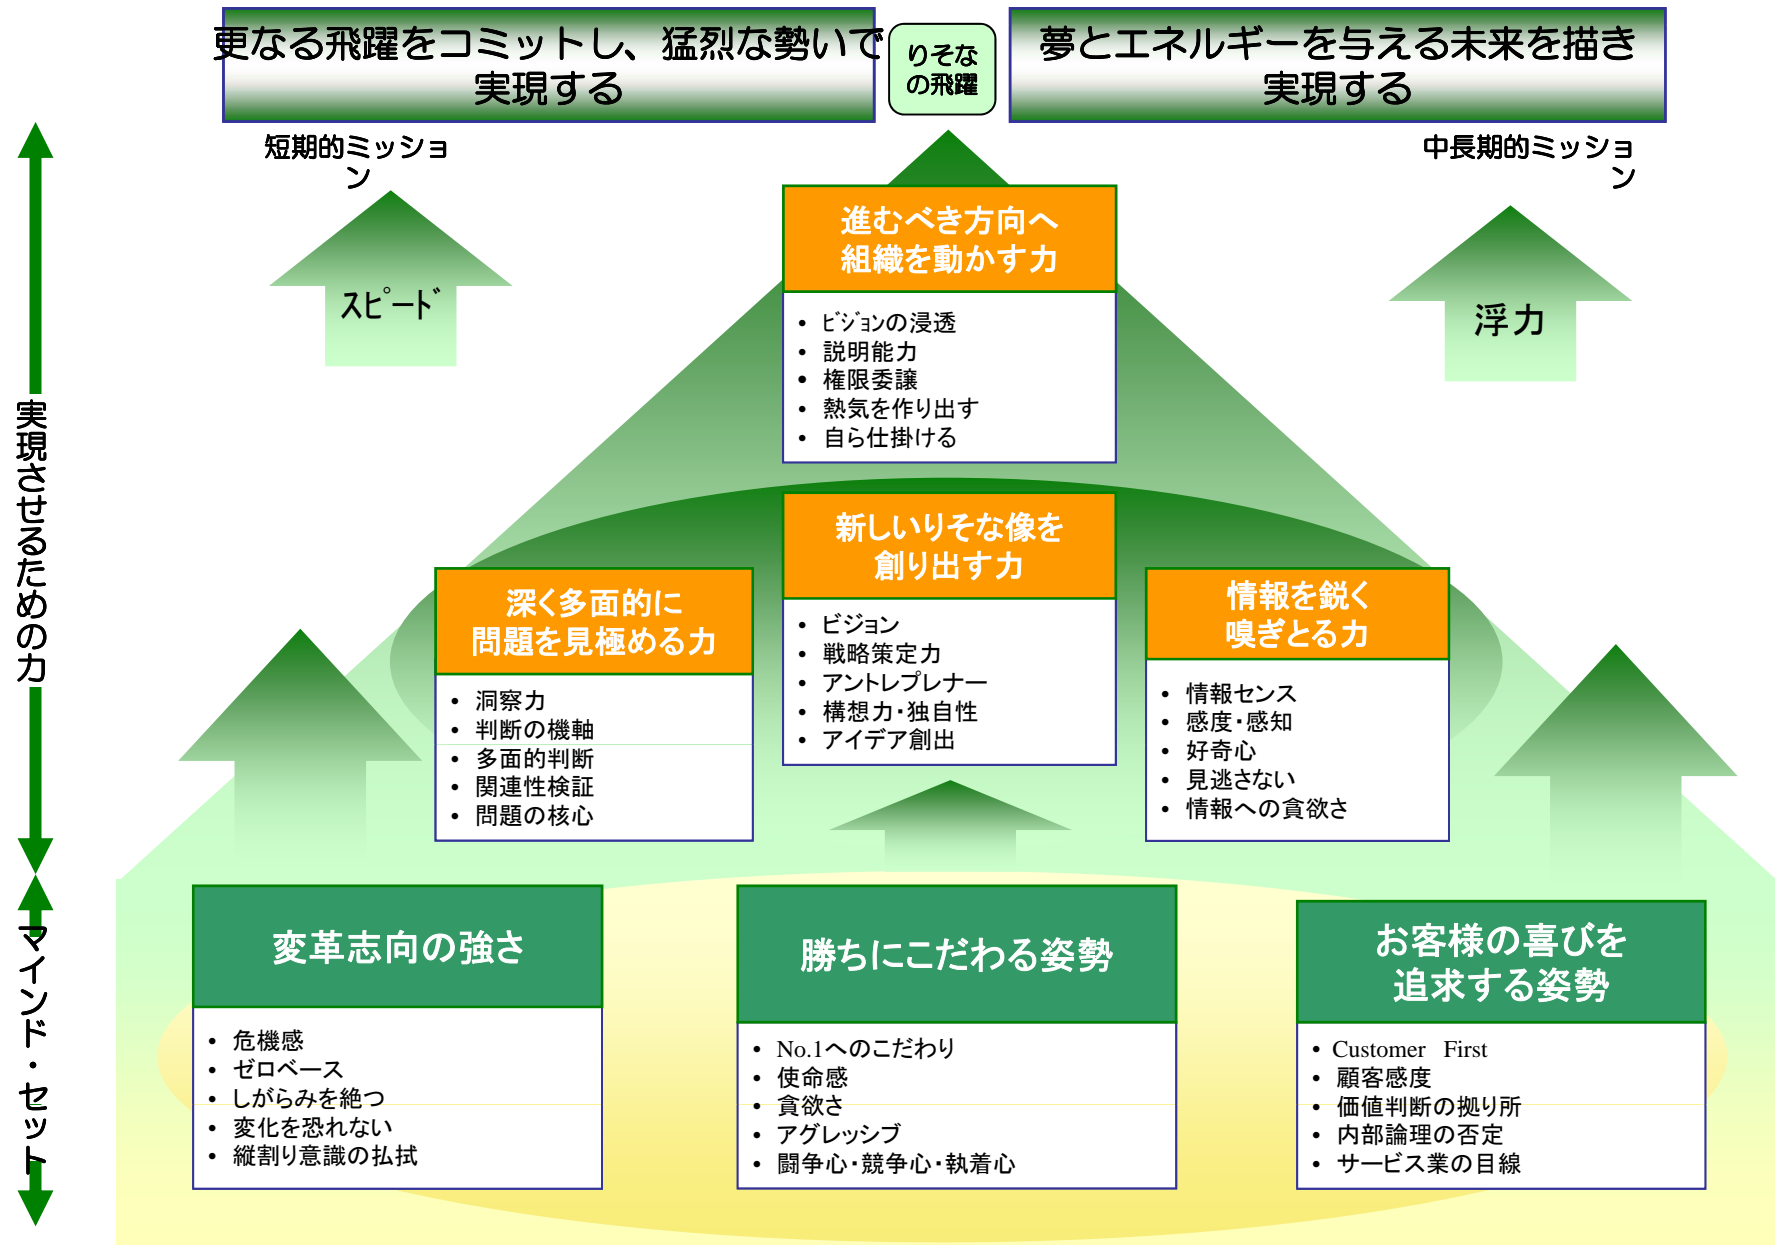 更なる飛躍をコミットし、猛烈な勢いで
実現する
りそな
の飛躍
夢とエネルギーを与える未来を描き
実現する
短期的ミッショ
ン
中長期的ミッショ
ン
スピード
浮力
実現させるための力
進むべき方向へ
組織を動かす力
• ビジョンの浸透
• 説明能力
• 権限委譲
• 熱気を作り出す
• 自ら仕掛ける
深く多面的に
問題を見極める力
• 洞察力
• 判断の機軸
• 多面的判断
• 関連性検証
• 問題の核心
新しいりそな像を
創り出す力
• ビジョン
• 戦略策定力
• アントレプレナー
• 構想力・独自性
• アイデア創出
情報を鋭く
嗅ぎとる力
• 情報センス
• 感度・感知
• 好奇心
• 見逃さない
• 情報への貪欲さ
マインド・セット
変革志向の強さ
• 危機感
• ゼロベース
• しがらみを絶つ
• 変化を恐れない
• 縦割り意識の払拭
勝ちにこだわる姿勢
• No.1へのこだわり
• 使命感
• 貪欲さ
• アグレッシブ
• 闘争心・競争心・執着心
お客様の喜びを
追求する姿勢
• Customer First
• 顧客感度
• 価値判断の拠り所
• 内部論理の否定
• サービス業の目線